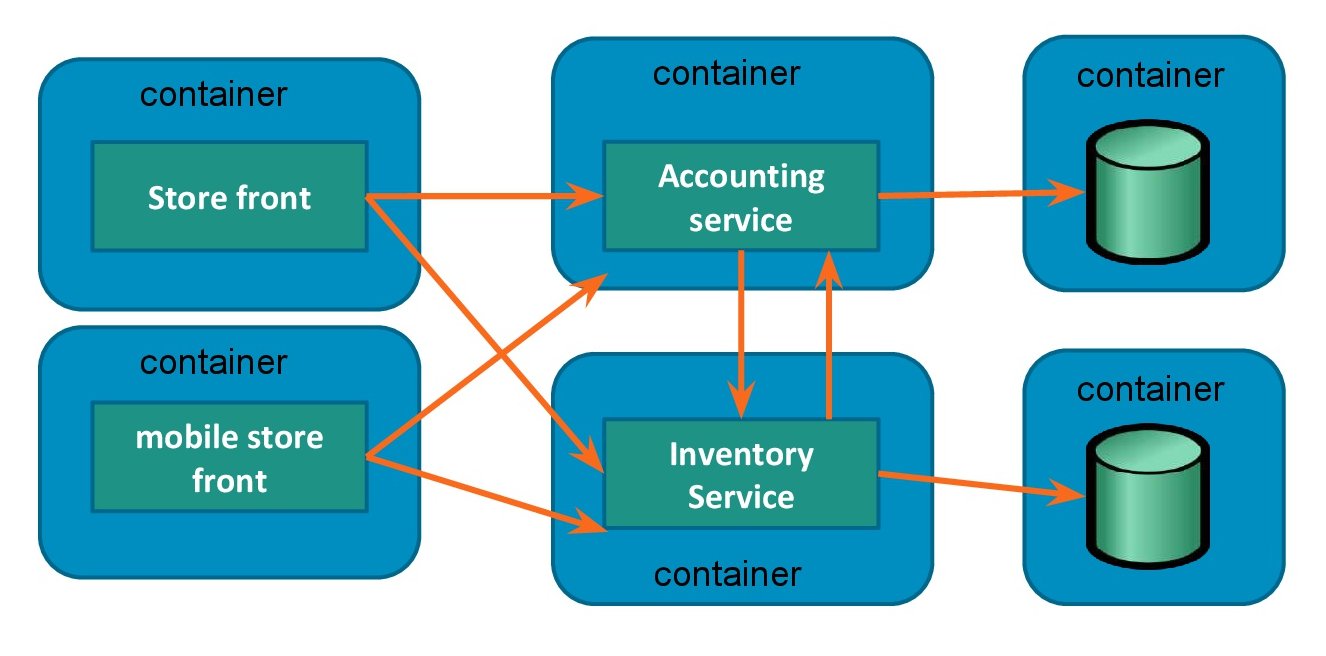 container
Store front
container
Accounting
service
container
container
mobile store
front
Inventory
Service
container
container